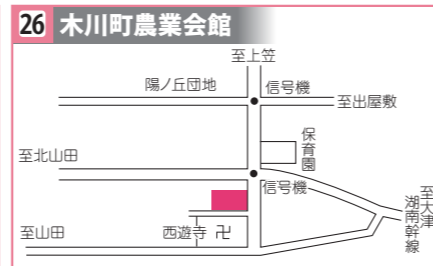 26 木川町農業会館
至上笠
陽ノ丘団地
信号機
至出屋敷
保育園
至北山田
信号機
至大津
湖南幹線
至山田
西遊寺 卍